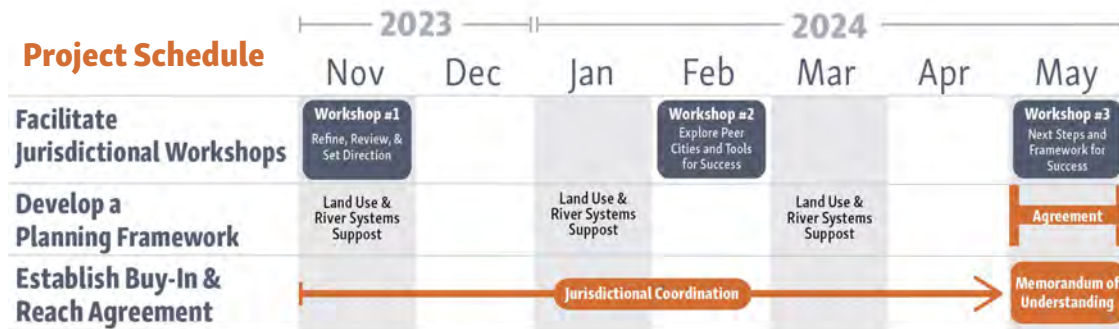 2023
2024
Project Schedule
Nov Dec Jan Feb Mar Apr May
Facilitate
Jurisdictional Workshops
Workshop #1
Refine, Review, &
Set Direction
Workshop #2
Explore Peer
Cities and Tools
for Success
Workshop #3
Next Steps and
Framework for
Success
Develop a
Planning Framework
Land Use &
River Systems
Suppost
Land Use &
River Systems
Suppost
Land Use &
River Systems
Suppost
Agreement
Establish Buy-In &
Reach Agreement
Jurisdictional Coordination
Memorandum of
Understanding